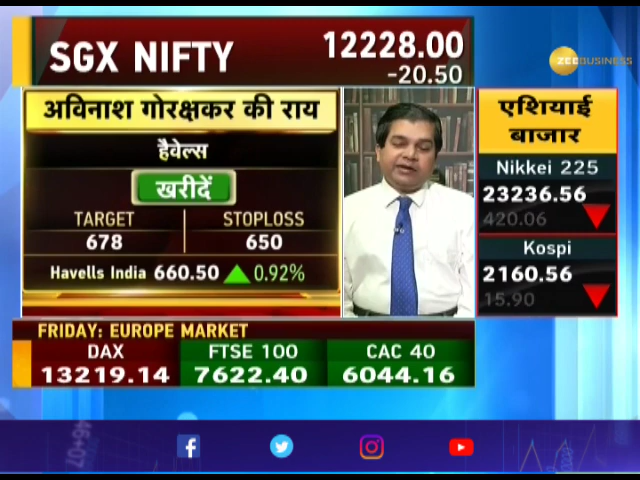 SGX NIFTY
12228.00
-20.50
ZEE BUSINESS
अविनाश गोरक्षकर की राय
हैवेल्स
खरीदें
TARGET STOPLOSS
678 650
Havells India 660.50 0.92%
एशियाई
बाजार
Nikkei 225
23236.56
420.06
Kospi
2160.56
15.90
FRIDAY: EUROPE MARKET
DAX FTSE 100 CAC 40
13219.14 7622.40 6044.16